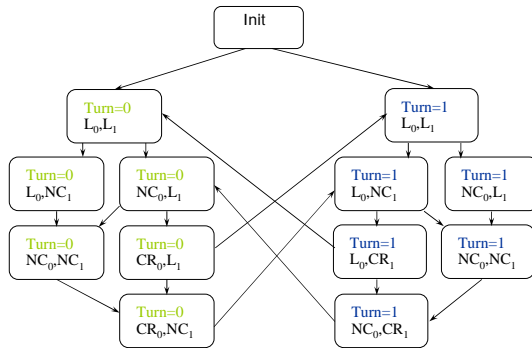 Init
Turn=0
L₀,L₁
Turn=1
L₀,L₁
Turn=0
L₀,NC₁
Turn=0
NC₀,L₁
Turn=1
L₀,NC₁
Turn=1
NC₀,L₁
Turn=0
NC₀,NC₁
Turn=0
CR₀,L₁
Turn=1
L₀,CR₁
Turn=1
NC₀,NC₁
Turn=0
CR₀,NC₁
Turn=1
NC₀,CR₁